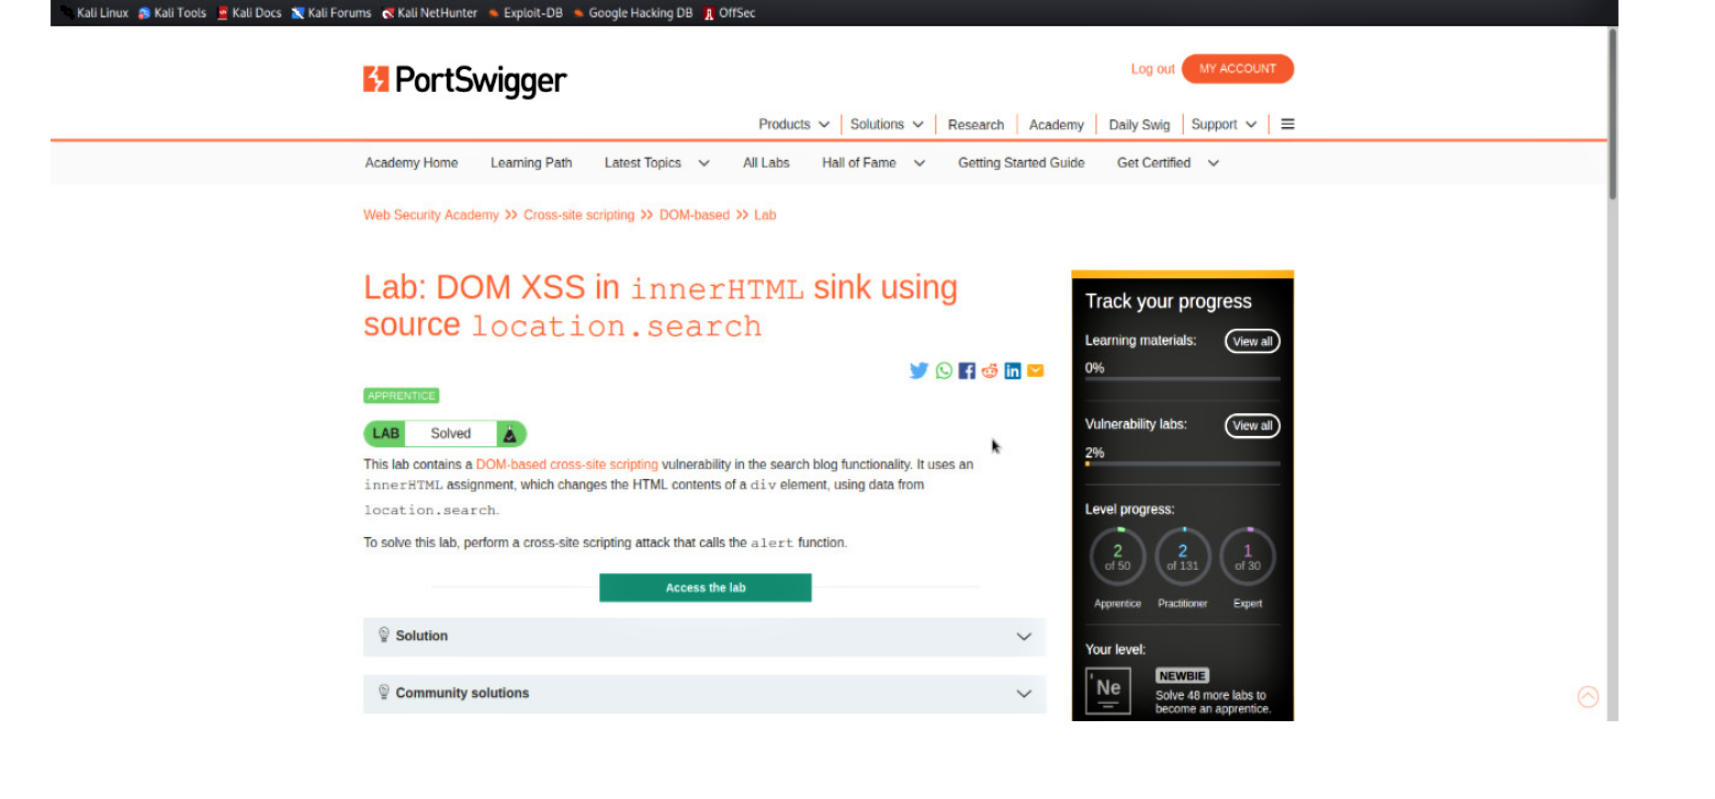 Kali Linux Kali Tools Kali Docs Kali Forums Kali NetHunter Exploit-DB Google Hacking DB OffSec
PortSwigger
Log out MY ACCOUNT
Products Solutions Research Academy Daily Swig Support
Academy Home Learning Path Latest Topics All Labs Hall of Fame Getting Started Guide Get Certified
Web Security Academy >> Cross-site scripting >> DOM-based >> Lab
Lab: DOM XSS in innerHTML sink using
source location.search
APPRENTICE
LAB Solved
This lab contains a DOM-based cross-site scripting vulnerability in the search blog functionality. It uses an
innerHTML assignment, which changes the HTML contents of a div element, using data from
location.search.
To solve this lab, perform a cross-site scripting attack that calls the alert function.
Access the lab
Solution
Community solutions
Track your progress
Learning materials: View all
0%
Vulnerability labs: View all
2%
Level progress:
2 2 1
of 50 of 131 of 30
Apprentice Practitioner Expert
Your level:
Ne NEWBIE
Solve 48 more labs to
become an apprentice.